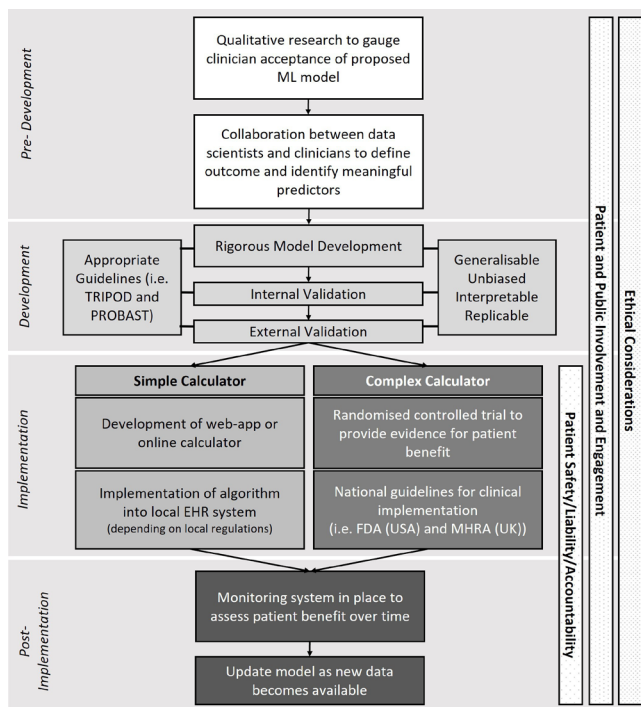 Pre- Development
Qualitative research to gauge
clinician acceptance of proposed
ML model
Collaboration between data
scientists and clinicians to define
outcome and identify meaningful
predictors
Development
Appropriate
Guidelines (i.e.
TRIPOD and
PROBAST)
Rigorous Model Development
Internal Validation
External Validation
Generalisable
Unbiased
Interpretable
Replicable
Implementation
Simple Calculator
Development of web-app or
online calculator
Implementation of algorithm
into local EHR system
(depending on local regulations)
Complex Calculator
Randomised controlled trial to
provide evidence for patient
benefit
National guidelines for clinical
implementation
(i.e. FDA (USA) and MHRA (UK))
Post-
Implementation
Monitoring system in place to
assess patient benefit over time
Update model as new data
becomes available
Patient Safety/Liability/Accountability
Patient and Public Involvement and Engagement
Ethical Considerations